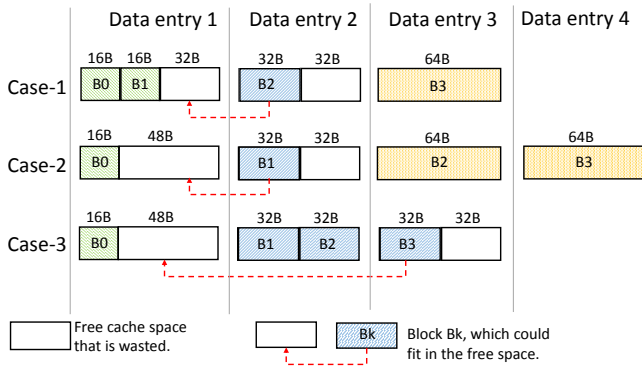 Data entry 1 Data entry 2 Data entry 3 Data entry 4
16B 16B 32B 32B 32B 64B
Case-1 B0 B1 B2 B3
16B 48B 32B 32B 64B 64B
Case-2 B0 B1 B2 B3
16B 48B 32B 32B 32B 32B
Case-3 B0 B1 B2 B3
Free cache space
that is wasted.
Bk
Block Bk, which could
fit in the free space.